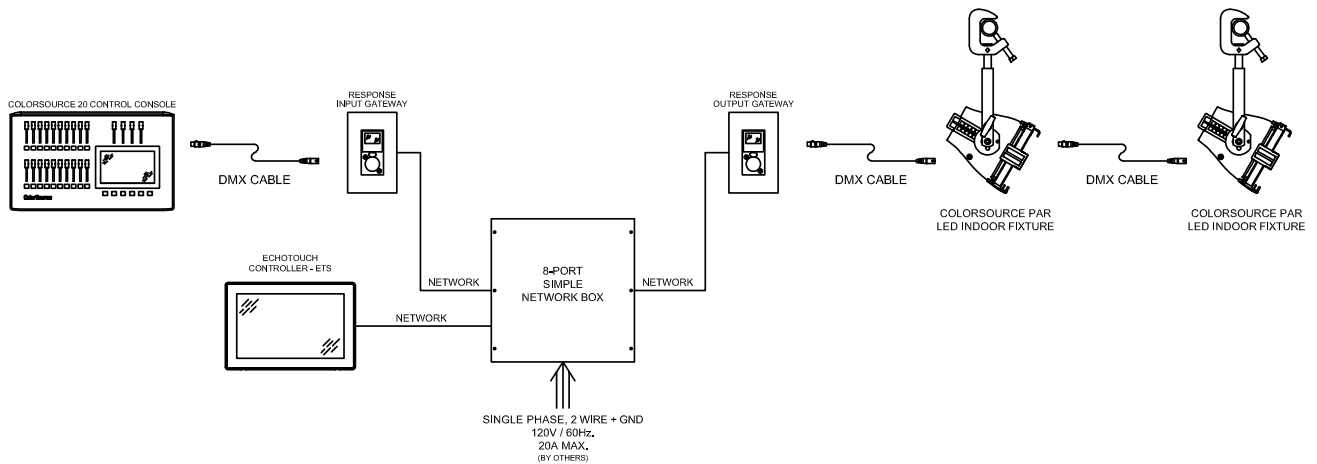 COLORSOURCE 20 CONTROL CONSOLE
ColorSource
DMX CABLE
RESPONSE
INPUT GATEWAY
ECHOTOUCH
CONTROLLER - ETS
NETWORK
NETWORK
8-PORT
SIMPLE
NETWORK BOX
SINGLE PHASE, 2 WIRE + GND
120V / 60Hz.
20A MAX.
(BY OTHERS)
NETWORK
RESPONSE
OUTPUT GATEWAY
DMX CABLE
COLORSOURCE PAR
LED INDOOR FIXTURE
DMX CABLE
COLORSOURCE PAR
LED INDOOR FIXTURE